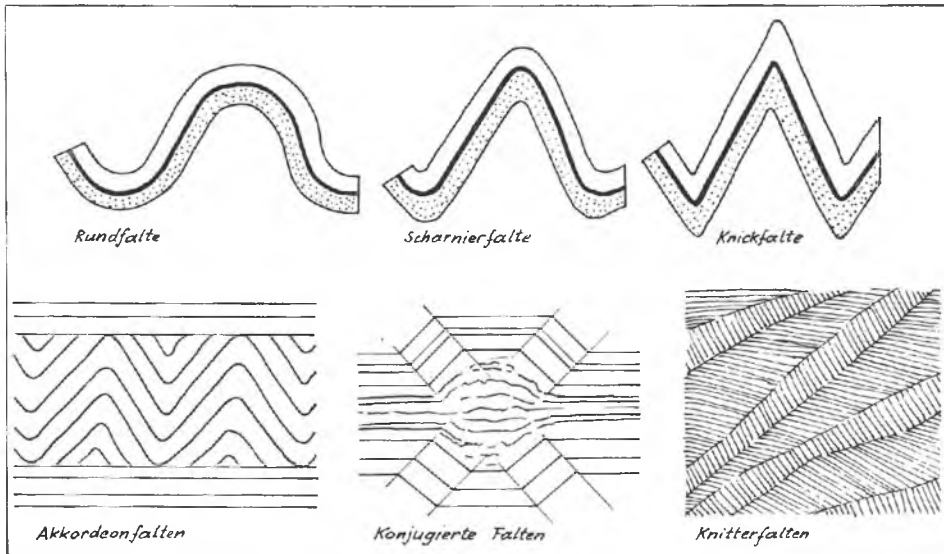 Rundfalte
Scharnierfalte
Knickfalte
Akkordeonfalten
Konjugierte Falten
Knitterfalten